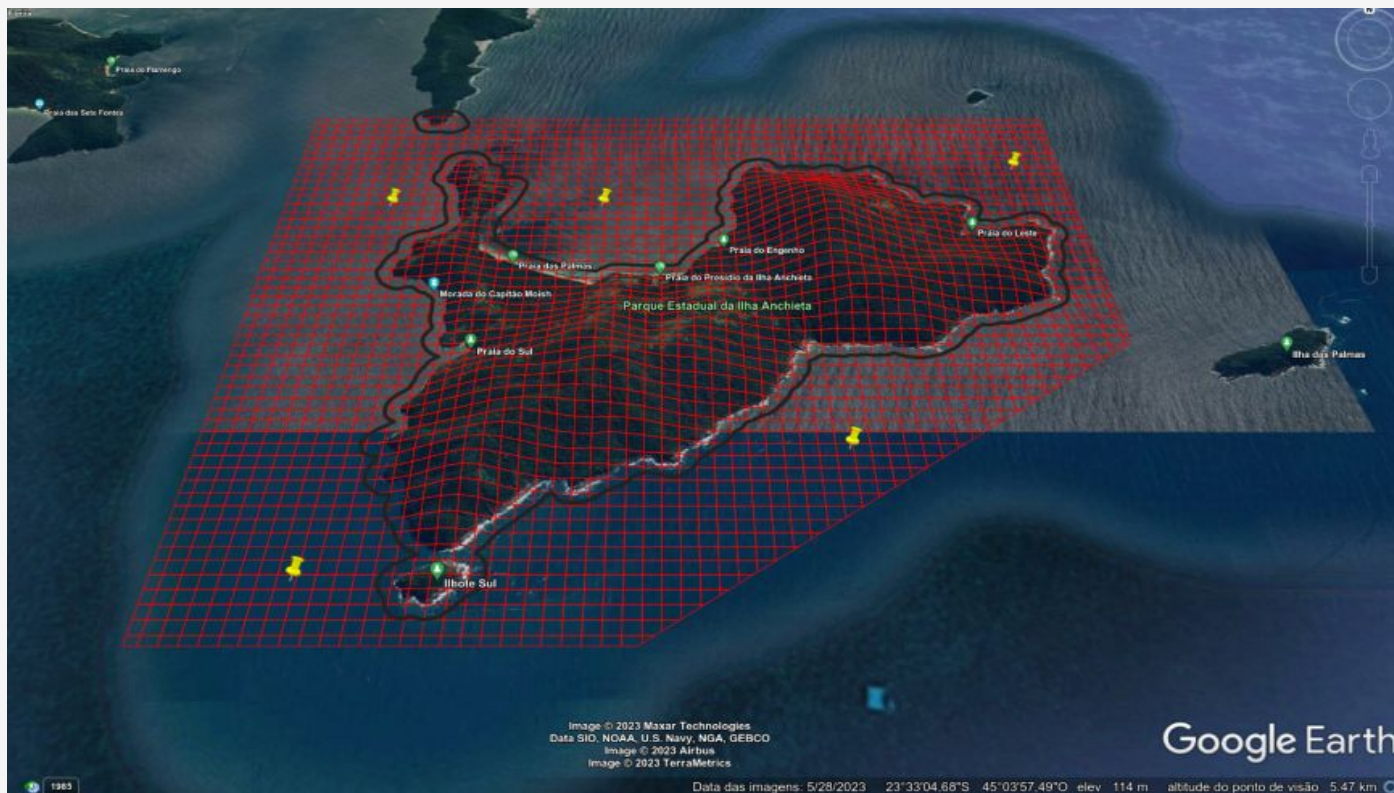 N
Praia do Flamengo
Praia das Sete Fontes
Praia do Leste
Praia do Engenho
Praia das Palmas
Praia do Presídio da Ilha Anchieta
Morada do Capitão Moish
Parque Estadual da Ilha Anchieta
Praia do Sul
Ilha das Palmas
Ilhote Sul
Image © 2023 Maxar Technologies
Data SIO, NOAA, U.S. Navy, NGA, GEBCO
Image © 2023 Airbus
Image © 2023 TerraMetrics
Google Earth
1985
Data das imagens: 5/28/2023 23°33'04.68"S 45°03'57.49"O elev 114 m altitude do ponto de visão 5.47 km